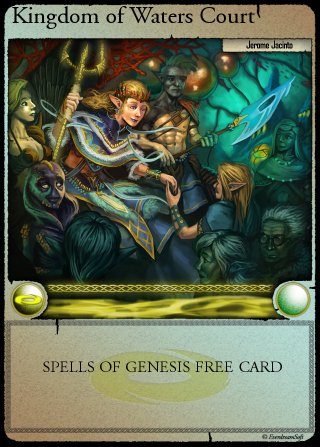 Kingdom of Waters Court
Jerome Jacinto
SPELLS OF GENESIS FREE CARD
© EverdreamSoft